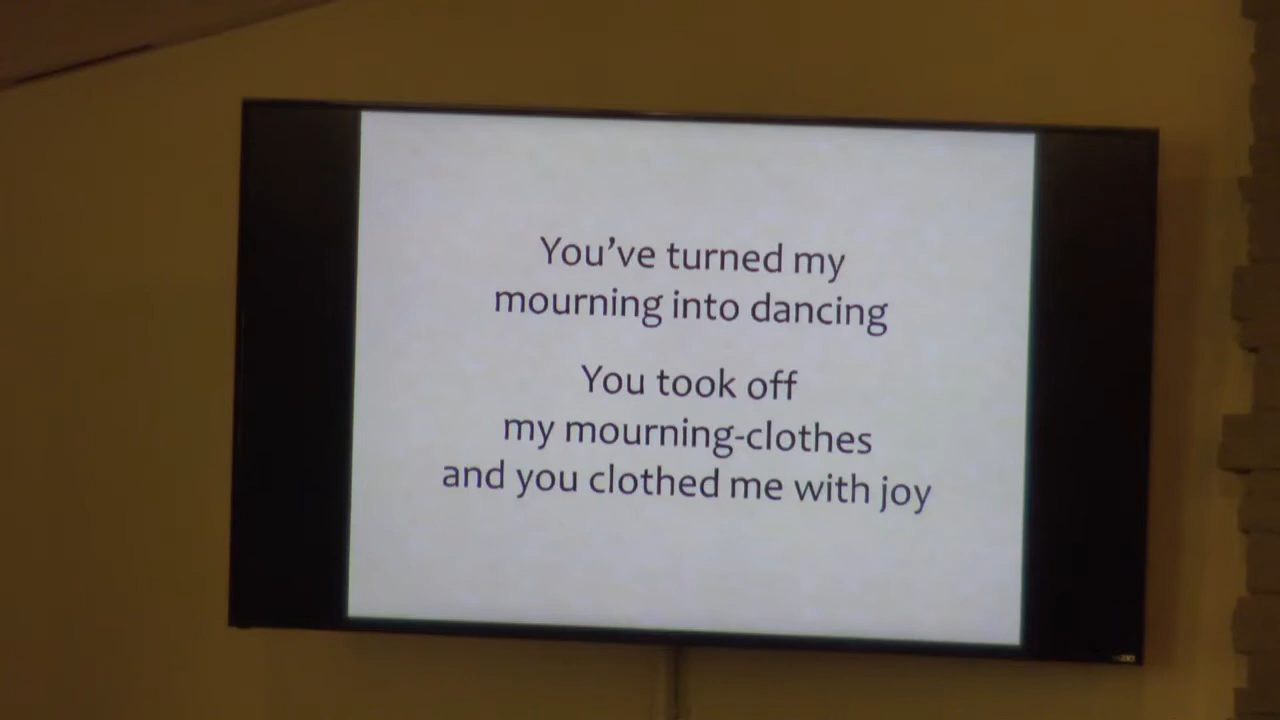 You’ve turned my
mourning into dancing
You took off
my mourning-clothes
and you clothed me with joy